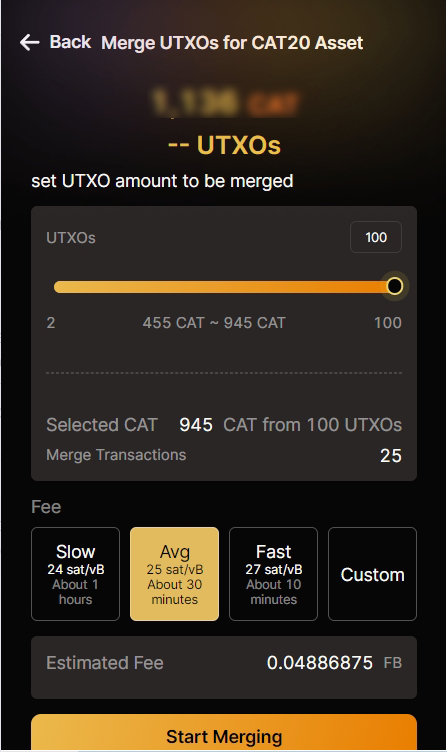 Back Merge UTXOs for CAT20 Asset
1,136 CAT
-- UTXOs
set UTXO amount to be merged
UTXOs 100
2 455 CAT ~ 945 CAT 100
Selected CAT 945 CAT from 100 UTXOs
Merge Transactions 25
Fee
Slow Avg Fast Custom
24 sat/vB 25 sat/vB 27 sat/vB
About 1 About 30 About 10
hours minutes minutes
Estimated Fee 0.04886875 FB
Start Merging